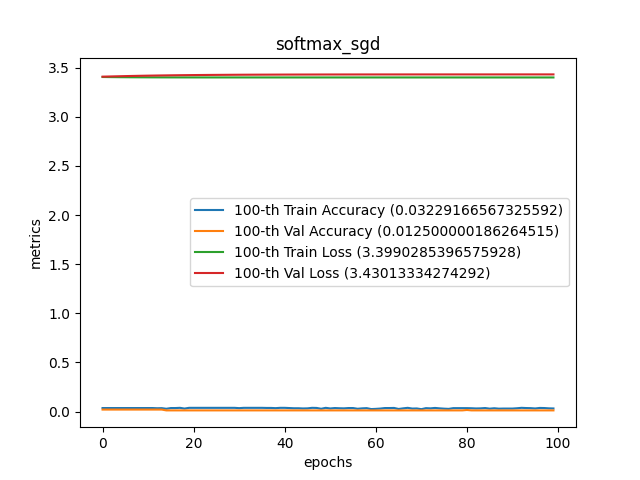 softmax_sgd
3.5
3.0
2.5
2.0
1.5
1.0
0.5
0.0
metrics
100-th Train Accuracy (0.03229166567325592)
100-th Val Accuracy (0.012500000186264515)
100-th Train Loss (3.3990285396575928)
100-th Val Loss (3.43013334274292)
0 20 40 60 80 100
epochs